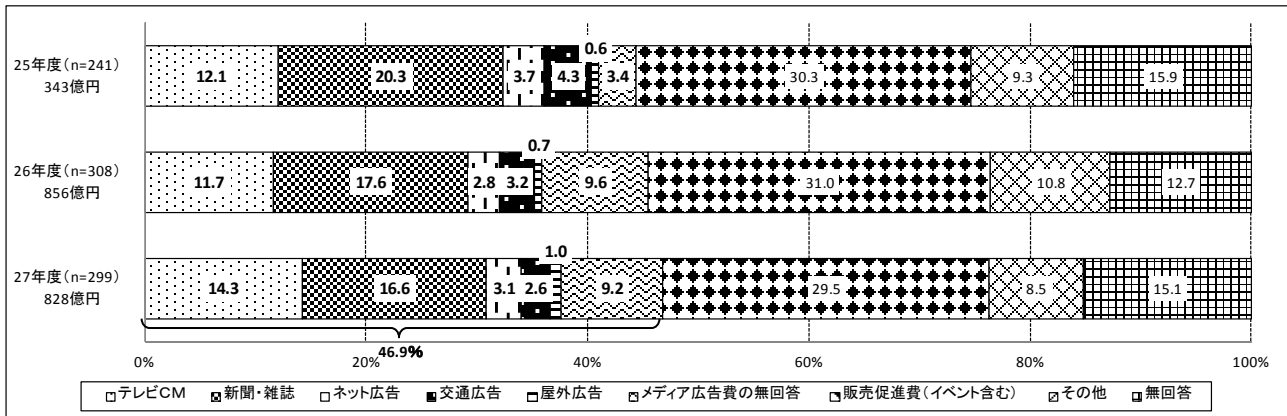 0.6
25年度(n=241)
343億円
12.1 20.3 3.7 4.3 3.4 30.3 9.3 15.9
0.7
26年度(n=308)
856億円
11.7 17.6 2.8 3.2 9.6 31.0 10.8 12.7
1.0
27年度(n=299)
828億円
14.3 16.6 3.1 2.6 9.2 29.5 8.5 15.1
46.9%
0% 20% 40% 60% 80% 100%
テレビCM 新聞・雑誌 ネット広告 交通広告 屋外広告 メディア広告費の無回答 販売促進費(イベント含む) その他 無回答